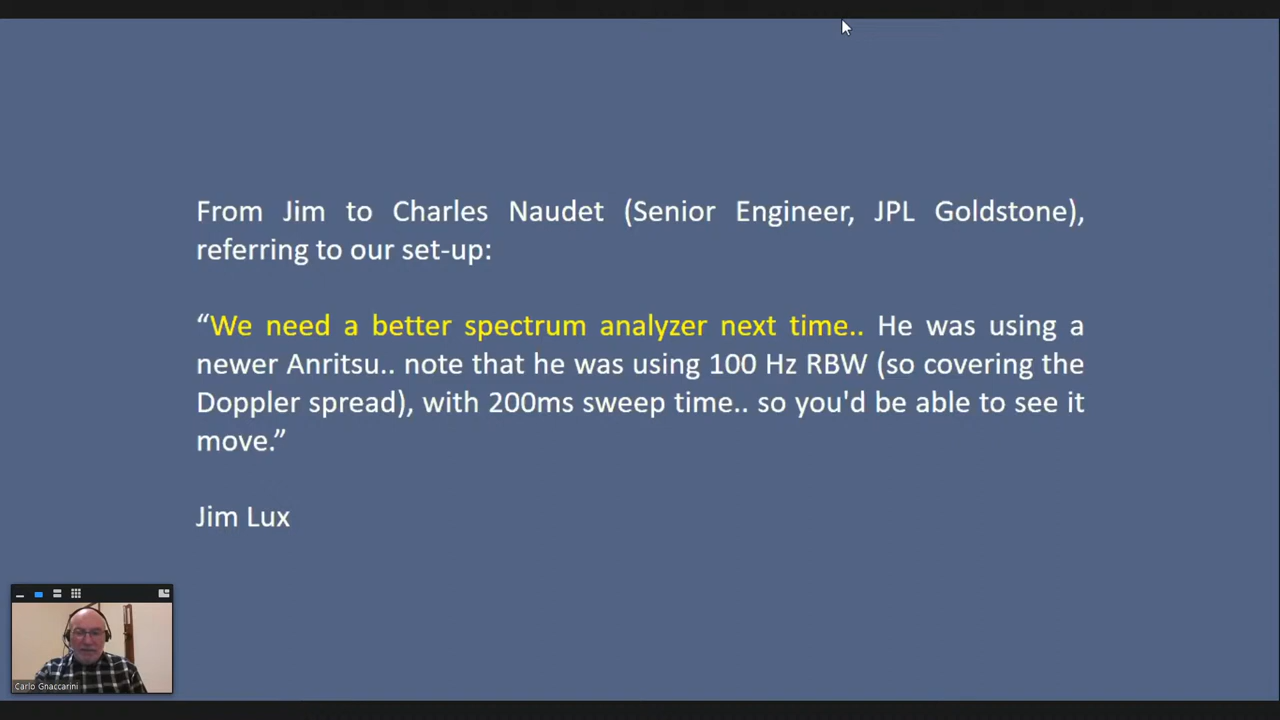 From Jim to Charles Naudet (Senior Engineer, JPL Goldstone),
referring to our set-up:
“We need a better spectrum analyzer next time.. He was using a
newer Anritsu.. note that he was using 100 Hz RBW (so covering the
Doppler spread), with 200ms sweep time.. so you'd be able to see it
move.”
Jim Lux
Carlo Gnaccarini